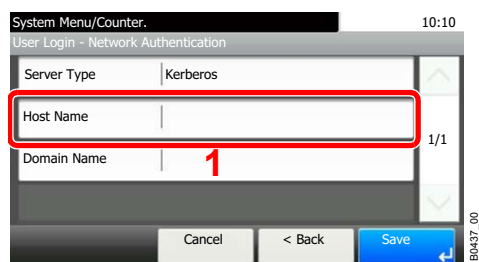 System Menu/Counter. 10:10
User Login - Network Authentication
Server Type Kerberos
Host Name
1/1
Domain Name 1
Cancel < Back Save
B0437_00